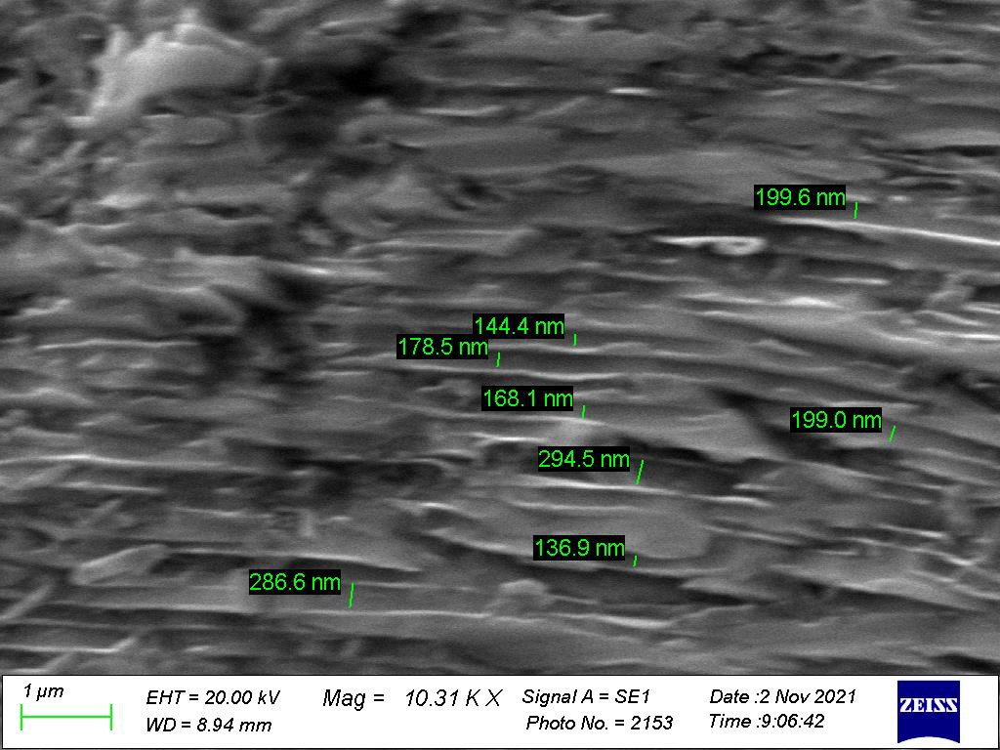 199.6 nm
144.4 nm
178.5 nm
168.1 nm
199.0 nm
294.5 nm
136.9 nm
286.6 nm
1 µm
EHT = 20.00 kV
WD = 8.94 mm
Mag = 10.31 K X
Signal A = SE1
Photo No. = 2153
Date :2 Nov 2021
Time :9:06:42
ZEISS